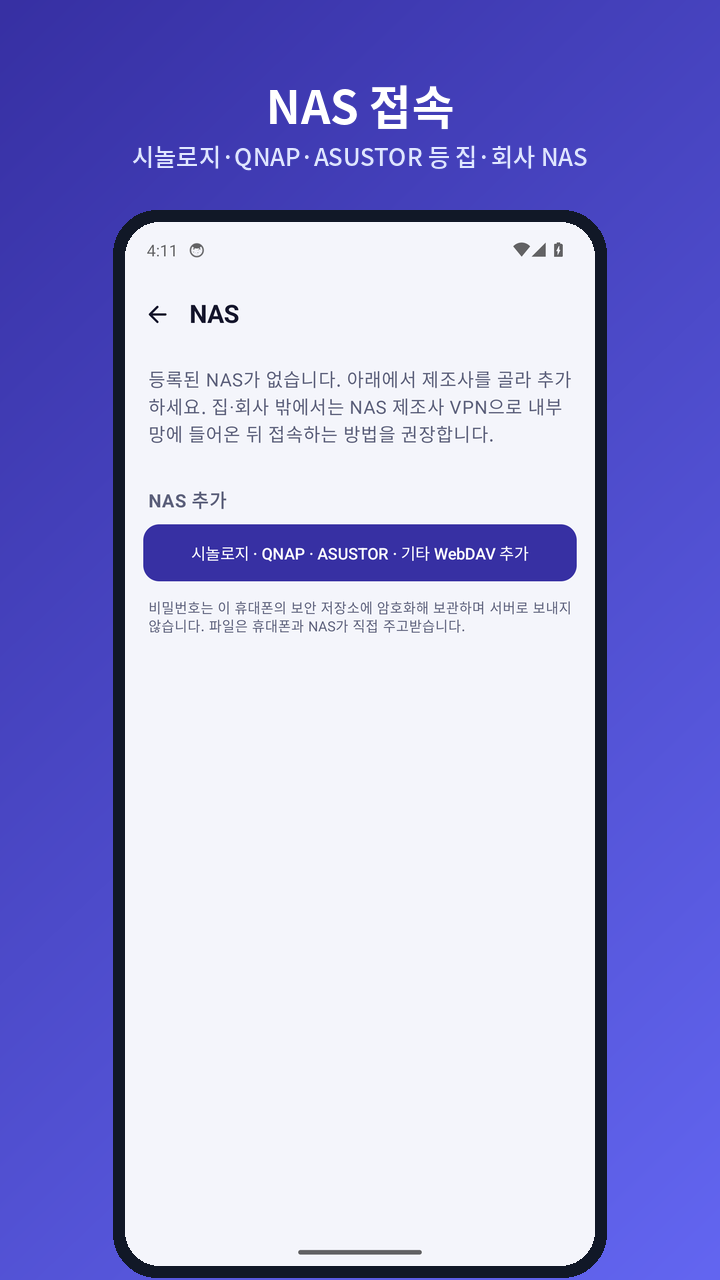 NAS 접속
시놀로지·QNAP·ASUSTOR 등 집·회사 NAS
4:11
NAS
등록된 NAS가 없습니다. 아래에서 제조사를 골라 추가
하세요. 집·회사 밖에서는 NAS 제조사 VPN으로 내부
망에 들어온 뒤 접속하는 방법을 권장합니다.
NAS 추가
시놀로지 · QNAP · ASUSTOR · 기타 WebDAV 추가
비밀번호는 이 휴대폰의 보안 저장소에 암호화해 보관하며 서버로 보내지
않습니다. 파일은 휴대폰과 NAS가 직접 주고받습니다.